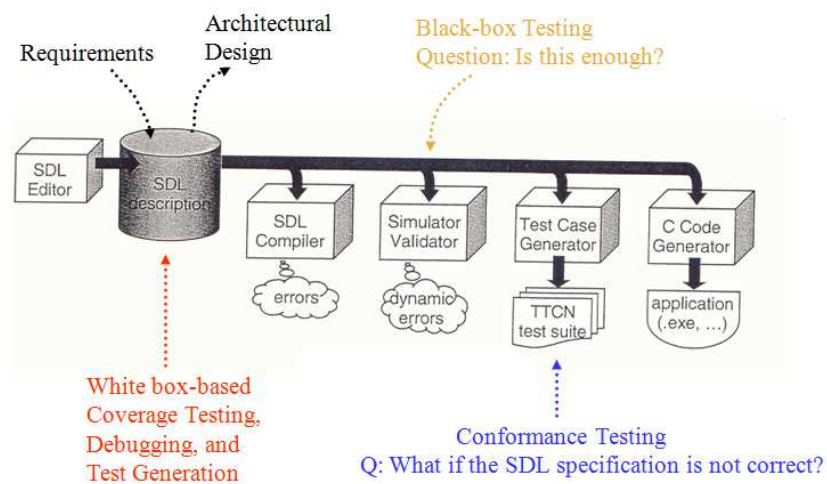 Architectural
Design
Requirements
Black-box Testing
Question: Is this enough?
SDL
Editor
SDL
description
SDL
Compiler
Simulator
Validator
Test Case
Generator
C Code
Generator
errors
dynamic
errors
TTCN
test suite
application
(.exe, ...)
White box-based
Coverage Testing,
Debugging, and
Test Generation
Conformance Testing
Q: What if the SDL specification is not correct?